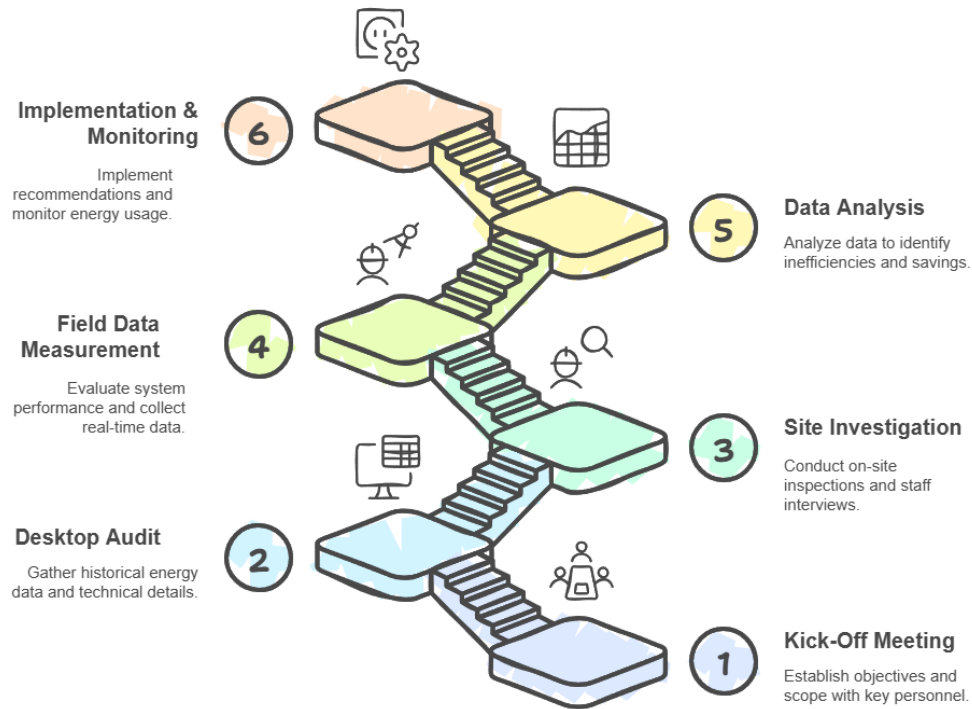 Implementation &
Monitoring
6
Implement
recommendations and
monitor energy usage.
5
Data Analysis
Analyze data to identify
inefficiencies and savings.
Field Data
Measurement
4
Evaluate system
performance and collect
real-time data.
3
Site Investigation
Conduct on-site
inspections and staff
interviews.
Desktop Audit
2
Gather historical energy
data and technical details.
1
Kick-Off Meeting
Establish objectives and
scope with key personnel.